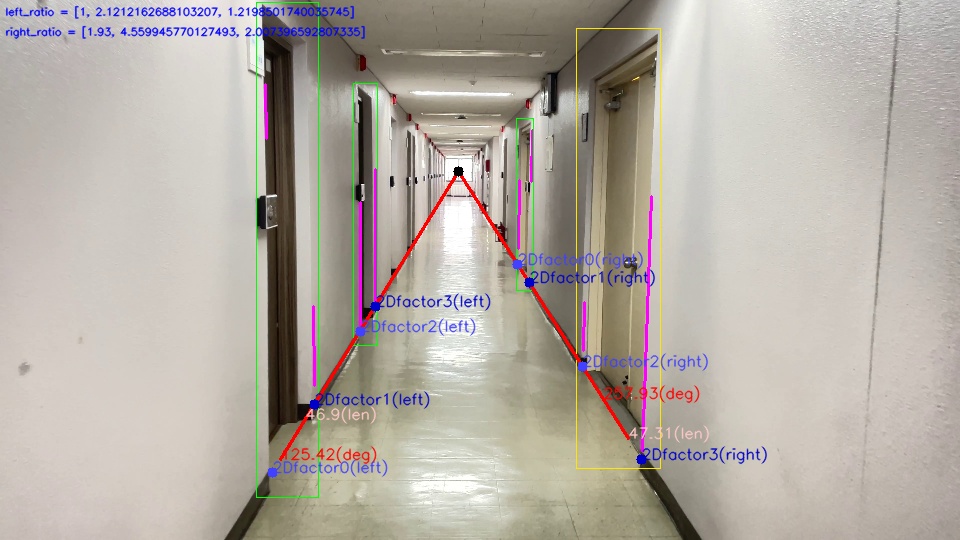 left_ratio = [1, 2.1212162688103207, 1.2198501740035745]
right_ratio = [1.93, 4.559945770127493, 2.007396592807335]
2Dfactor0(right)
2Dfactor1(right)
2Dfactor3(left)
2Dfactor2(left)
2Dfactor2(right)
257.93(deg)
2Dfactor1(left)
46.9(len)
47.31(len)
125.42(deg)
2Dfactor0(left)
2Dfactor3(right)